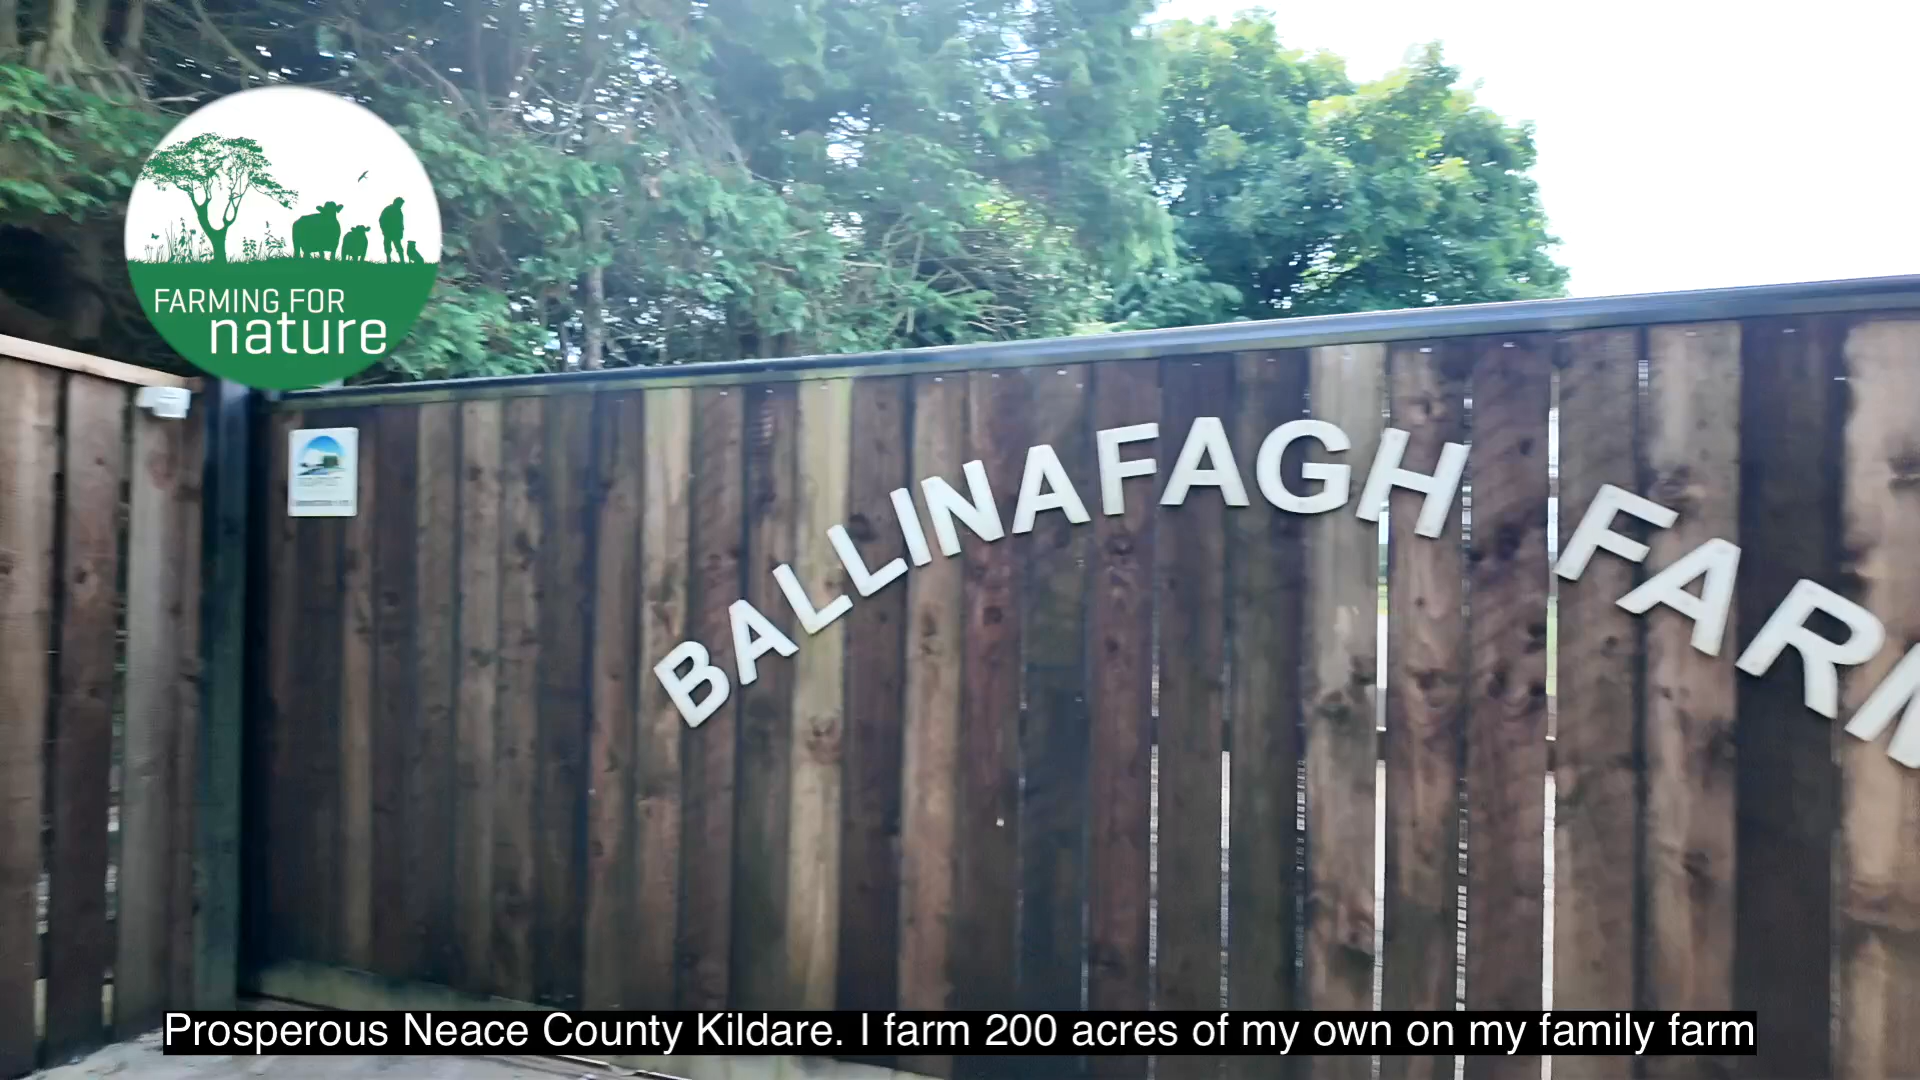 FARMING FOR
nature
BALLINAFAGH FARM
Prosperous Neace County Kildare. I farm 200 acres of my own on my family farm